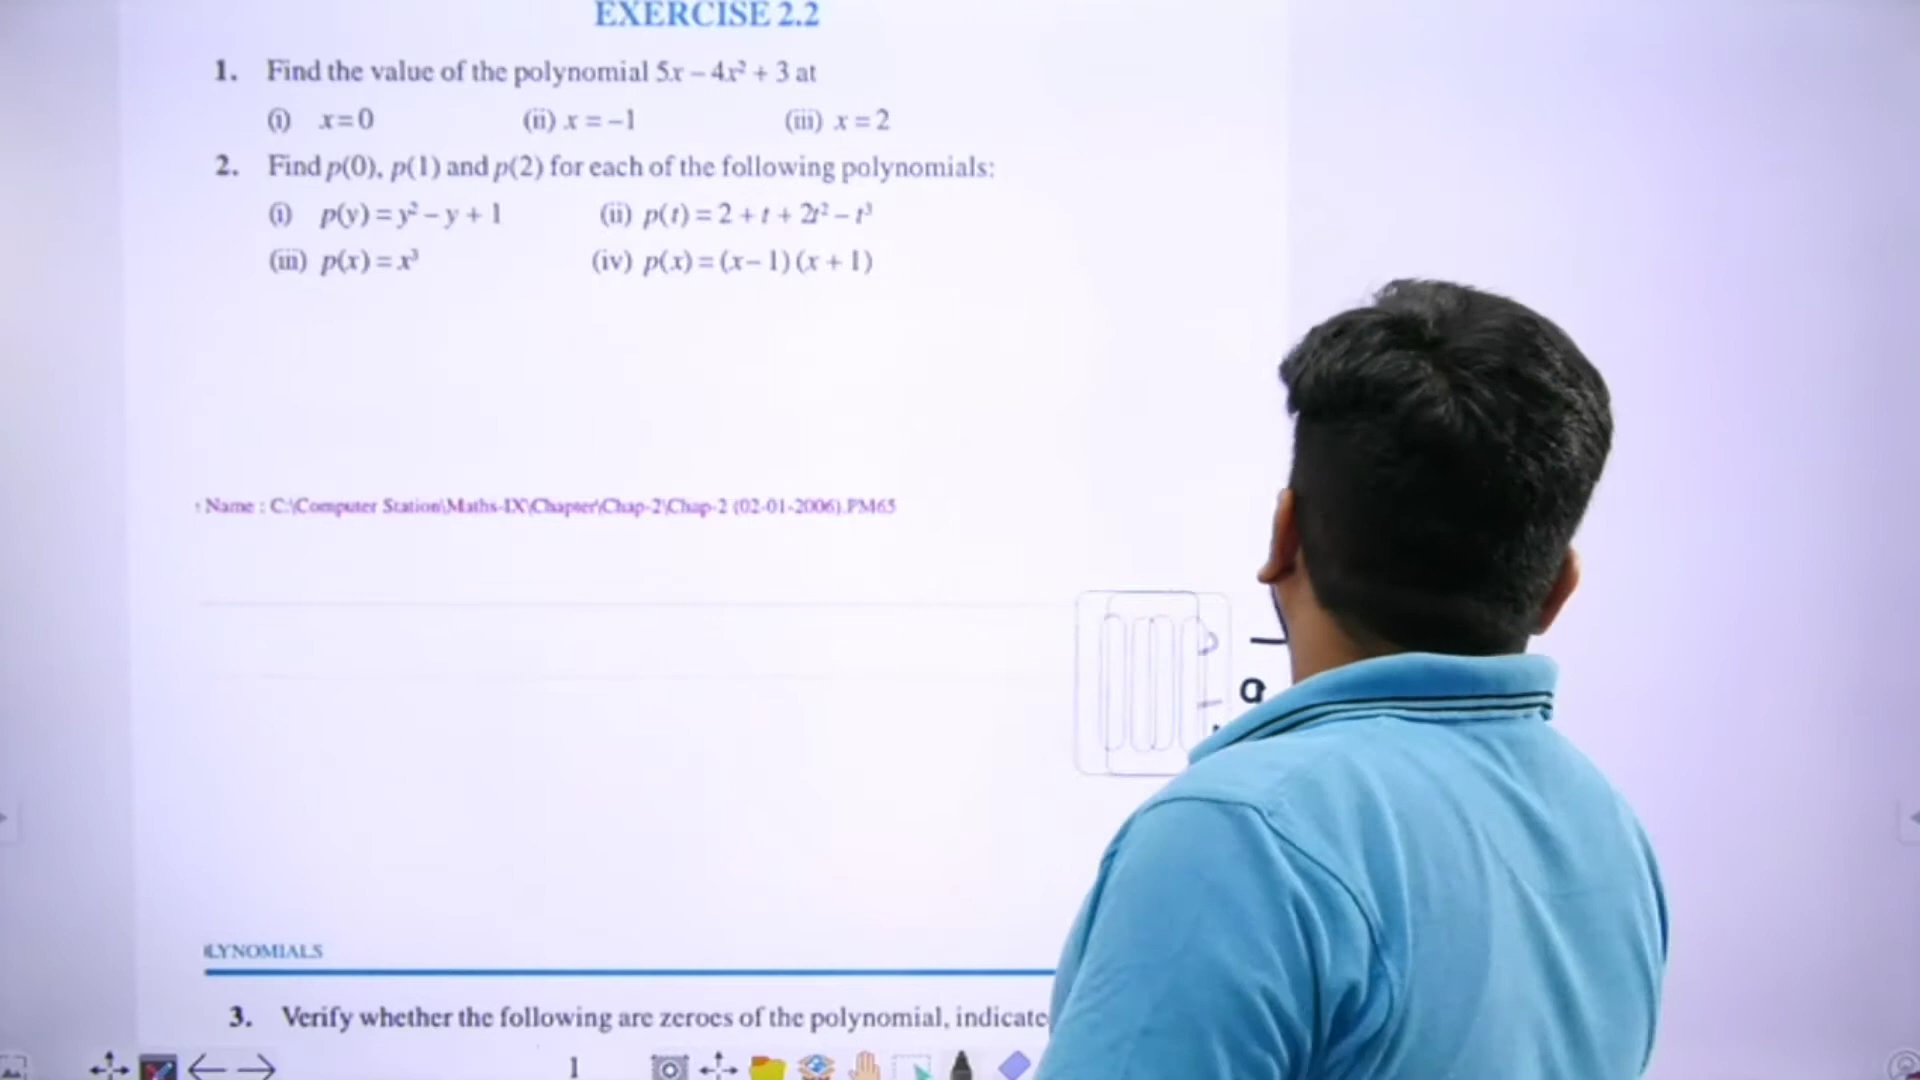 EXERCISE 2.2
1. Find the value of the polynomial 5x – 4x² + 3 at
(i) x = 0 (ii) x = –1 (iii) x = 2
2. Find p(0), p(1) and p(2) for each of the following polynomials:
(i) p(y) = y² – y + 1 (ii) p(t) = 2 + t + 2t² – t³
(iii) p(x) = x³ (iv) p(x) = (x – 1) (x + 1)
Name : C:\Computer Station\Maths-IX\Chapter\Chap-2\Chap-2 (02-01-2006).PM65
a
LYNOMIALS
3. Verify whether the following are zeroes of the polynomial, indicate
1